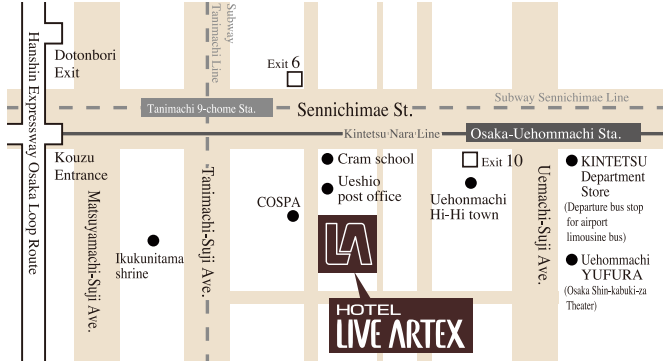 Hanshin Expressway Osaka Loop Route
Dotonbori
Exit
Subway
Tanimachi Line
Exit 6
Subway Sennichimae Line
Tanimachi 9-chome Sta.
Sennichimae St.
Kintetsu Nara Line
Osaka-Uehommachi Sta.
Kouzu
Entrance
Matsuyamachi-Suji Ave.
Ikukunitama
shrine
Tanimachi-Suji Ave.
COSPA
Cram school
Ueshio
post office
Exit 10
Uehonmachi
Hi-Hi town
Uemachi-Suji
Ave.
KINTETSU
Department
Store
(Departure bus stop
for airport
limousine bus)
Uehommachi
YUFURA
(Osaka Shin-kabuki-za
Theater)
LA
HOTEL
LIVE ARTEX